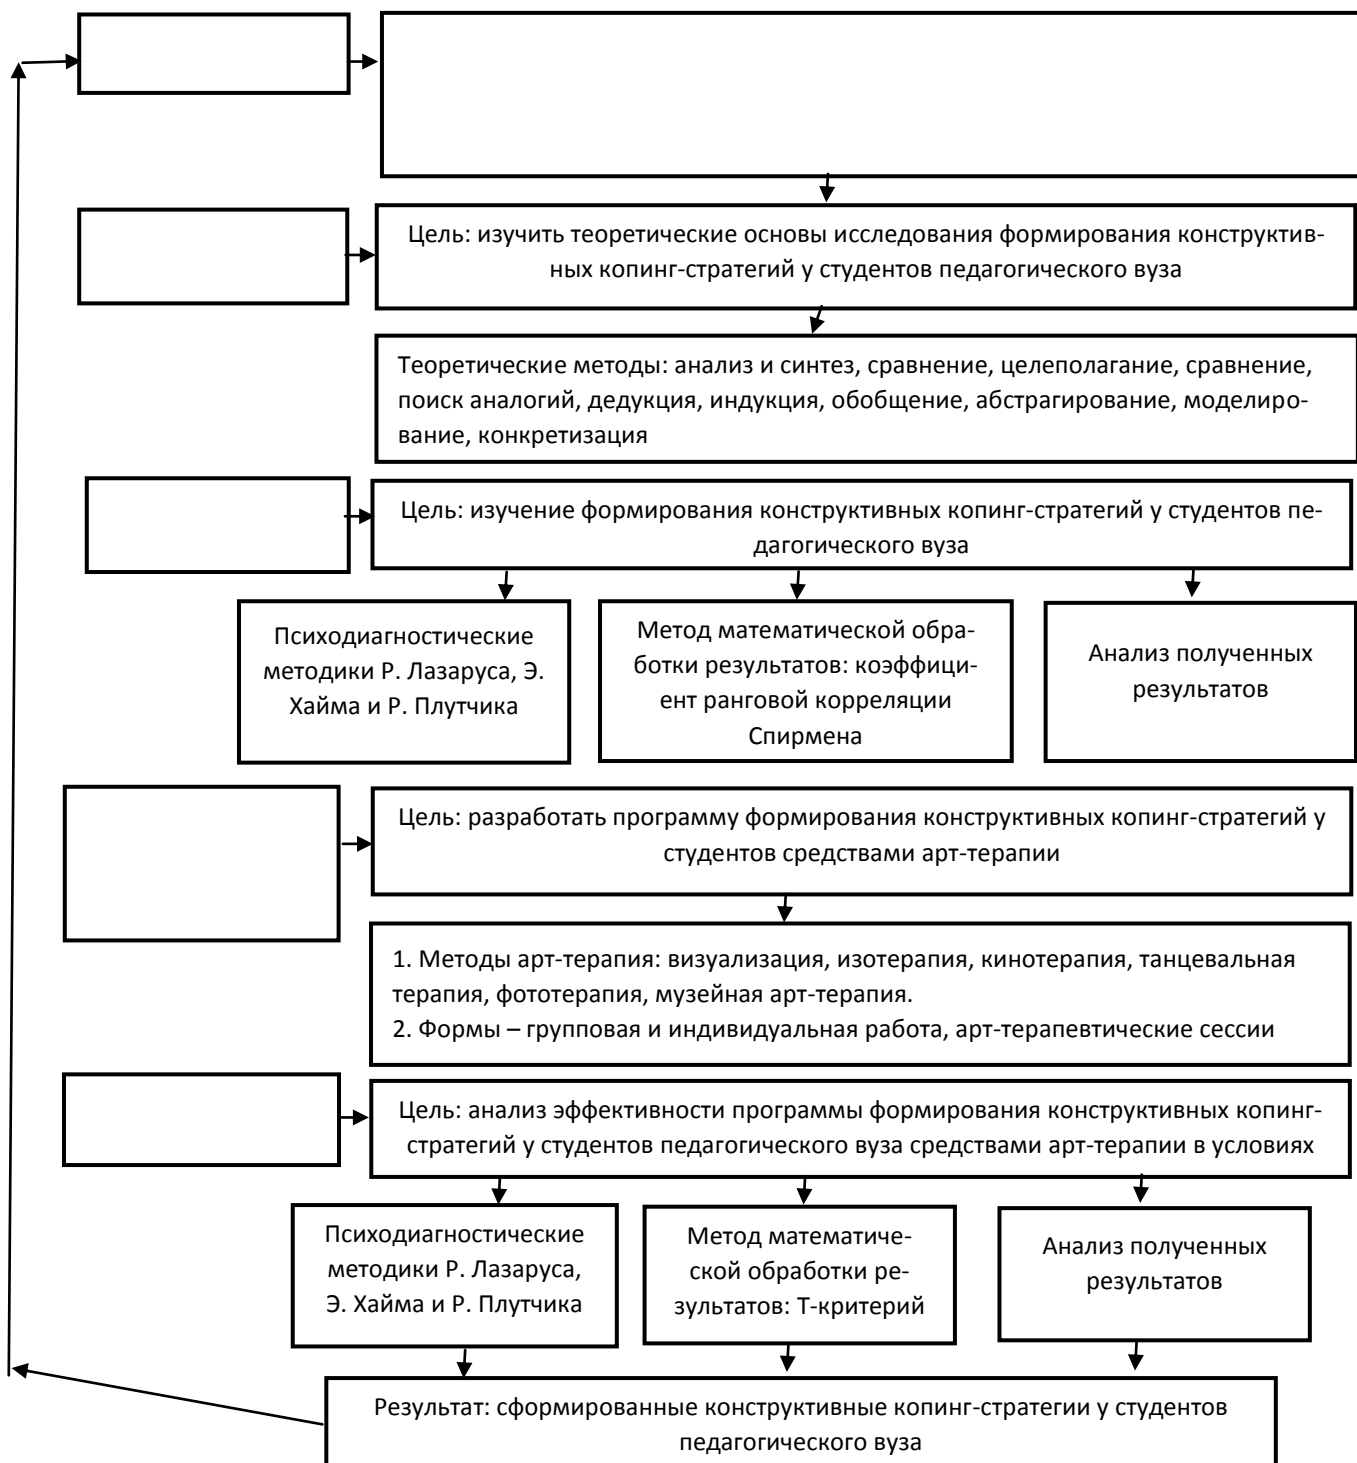 Цель: изучить теоретические основы исследования формирования конструктив-
ных копинг-стратегий у студентов педагогического вуза
Теоретические методы: анализ и синтез, сравнение, целеполагание, сравнение,
поиск аналогий, дедукция, индукция, обобщение, абстрагирование, моделиро-
вание, конкретизация
Цель: изучение формирования конструктивных копинг-стратегий у студентов пе-
дагогического вуза
Психодиагностические
методики Р. Лазаруса, Э.
Хайма и Р. Плутчика
Метод математической обра-
ботки результатов: коэффици-
ент ранговой корреляции
Спирмена
Анализ полученных
результатов
Цель: разработать программу формирования конструктивных копинг-стратегий у
студентов средствами арт-терапии
1. Методы арт-терапия: визуализация, изотерапия, кинотерапия, танцевальная
терапия, фототерапия, музейная арт-терапия.
2. Формы – групповая и индивидуальная работа, арт-терапевтические сессии
Цель: анализ эффективности программы формирования конструктивных копинг-
стратегий у студентов педагогического вуза средствами арт-терапии в условиях
Психодиагностические
методики Р. Лазаруса,
Э. Хайма и Р. Плутчика
Метод математиче-
ской обработки ре-
зультатов: Т-критерий
Анализ полученных
результатов
Результат: сформированные конструктивные копинг-стратегии у студентов
педагогического вуза